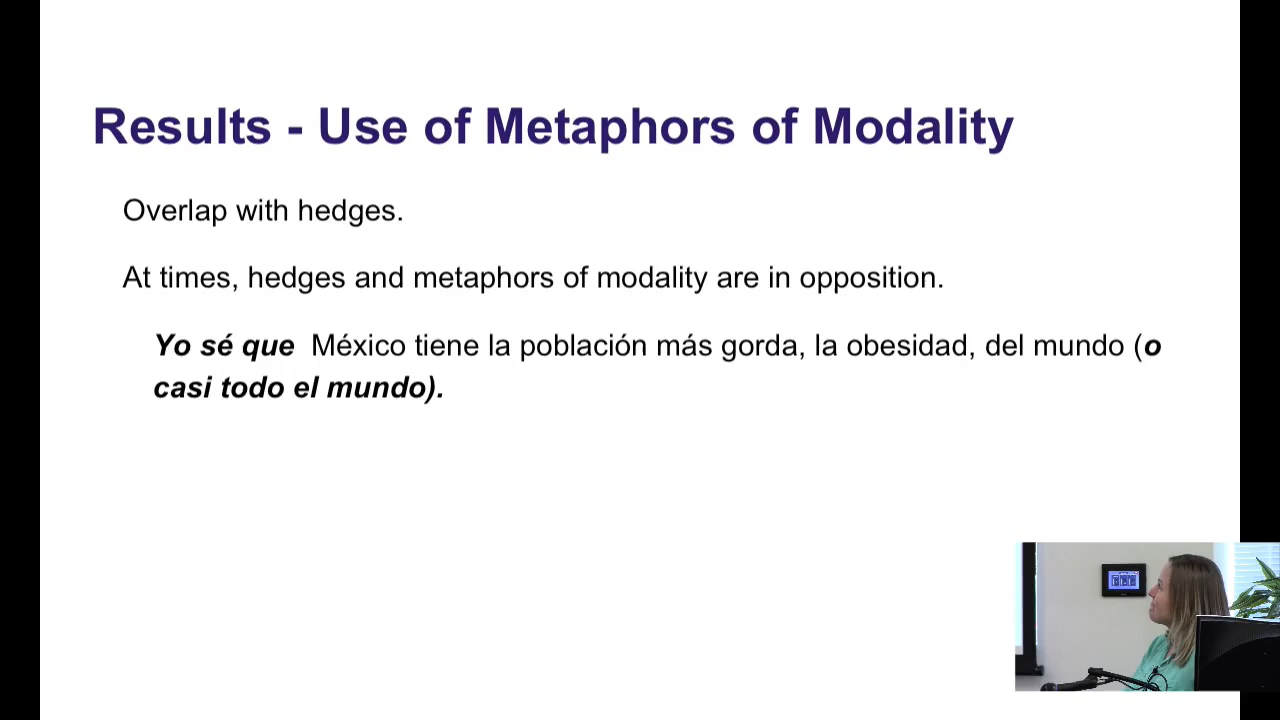 Results - Use of Metaphors of Modality
Overlap with hedges.
At times, hedges and metaphors of modality are in opposition.
Yo sé que  México tiene la población más gorda, la obesidad, del mundo (o
casi todo el mundo).